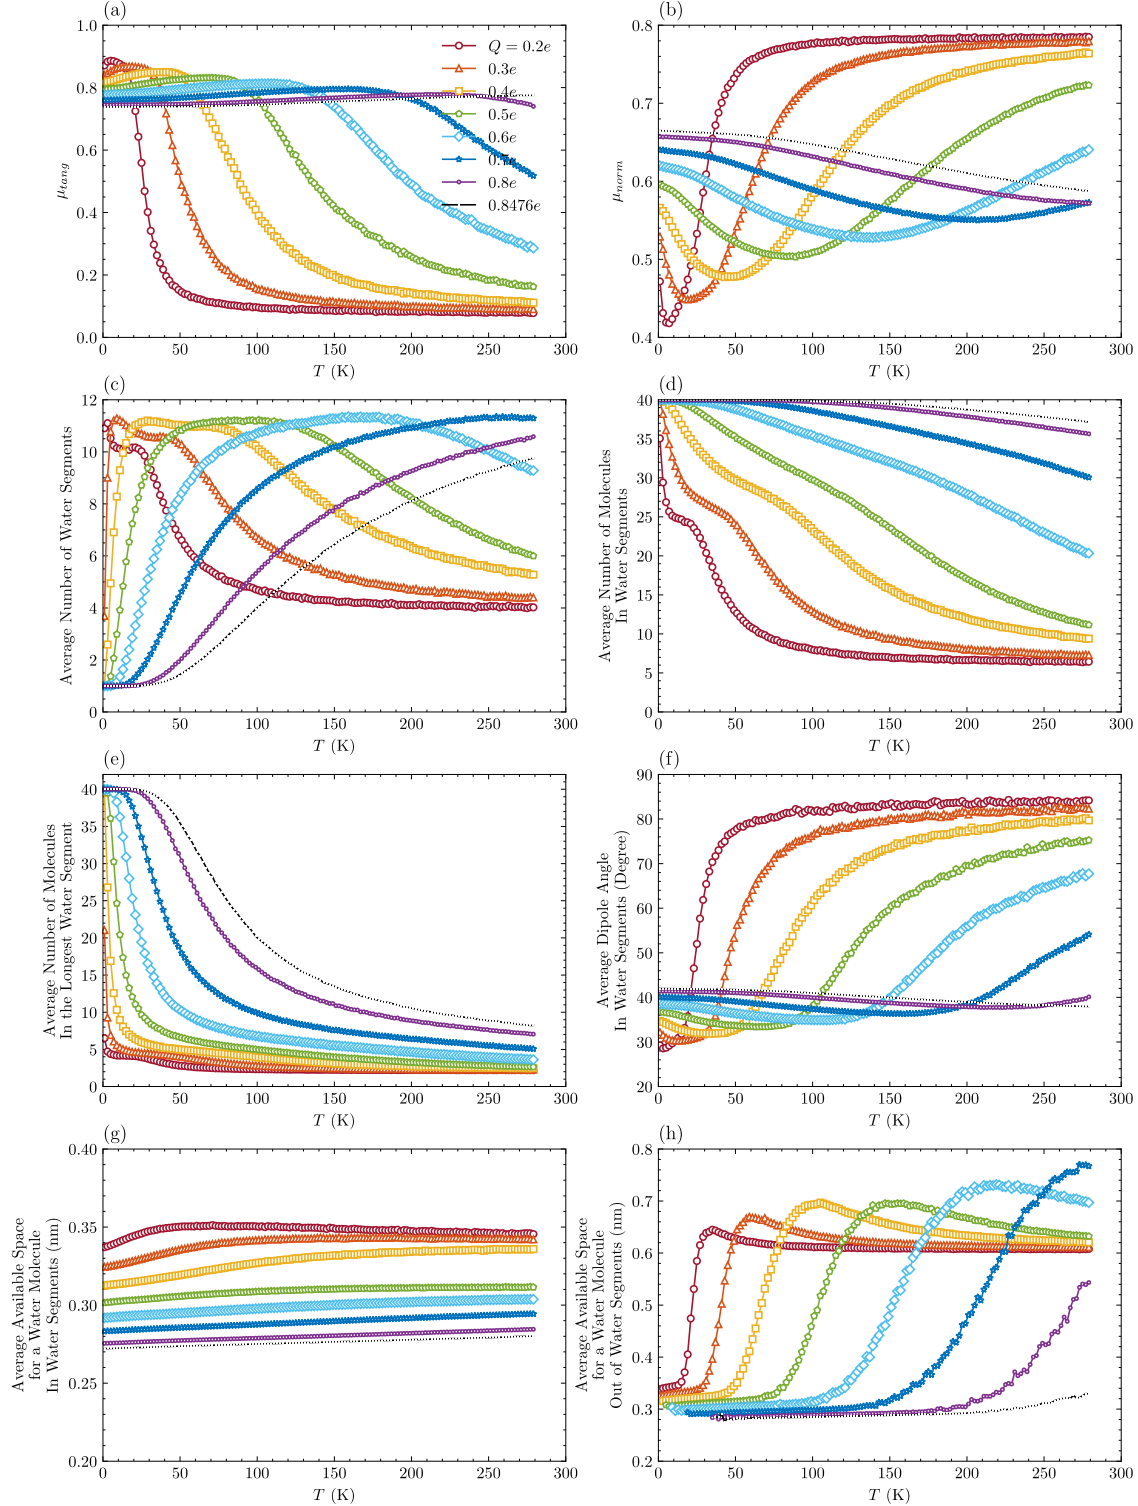 (a)
1.0
0.8
0.6
0.4
0.2
0.0
μtang
0 50 100 150 200 250 300
T (K)
Q = 0.2e
0.3e
0.4e
0.5e
0.6e
0.7e
0.8e
0.8476e
(b)
0.8
0.7
0.6
0.5
0.4
μnorm
0 50 100 150 200 250 300
T (K)
(c)
12
10
8
6
4
2
0
Average Number of Water Segments
0 50 100 150 200 250 300
T (K)
(d)
40
35
30
25
20
15
10
5
0
Average Number of Molecules
In Water Segments
0 50 100 150 200 250 300
T (K)
(e)
40
35
30
25
20
15
10
5
0
Average Number of Molecules
In the Longest Water Segment
0 50 100 150 200 250 300
T (K)
(f)
90
80
70
60
50
40
30
20
Average Dipole Angle
In Water Segments (Degree)
0 50 100 150 200 250 300
T (K)
(g)
0.40
0.35
0.30
0.25
0.20
Average Available Space
for a Water Molecule
In Water Segments (nm)
0 50 100 150 200 250 300
T (K)
(h)
0.8
0.7
0.6
0.5
0.4
0.3
0.2
Average Available Space
for a Water Molecule
Out of Water Segments (nm)
0 50 100 150 200 250 300
T (K)